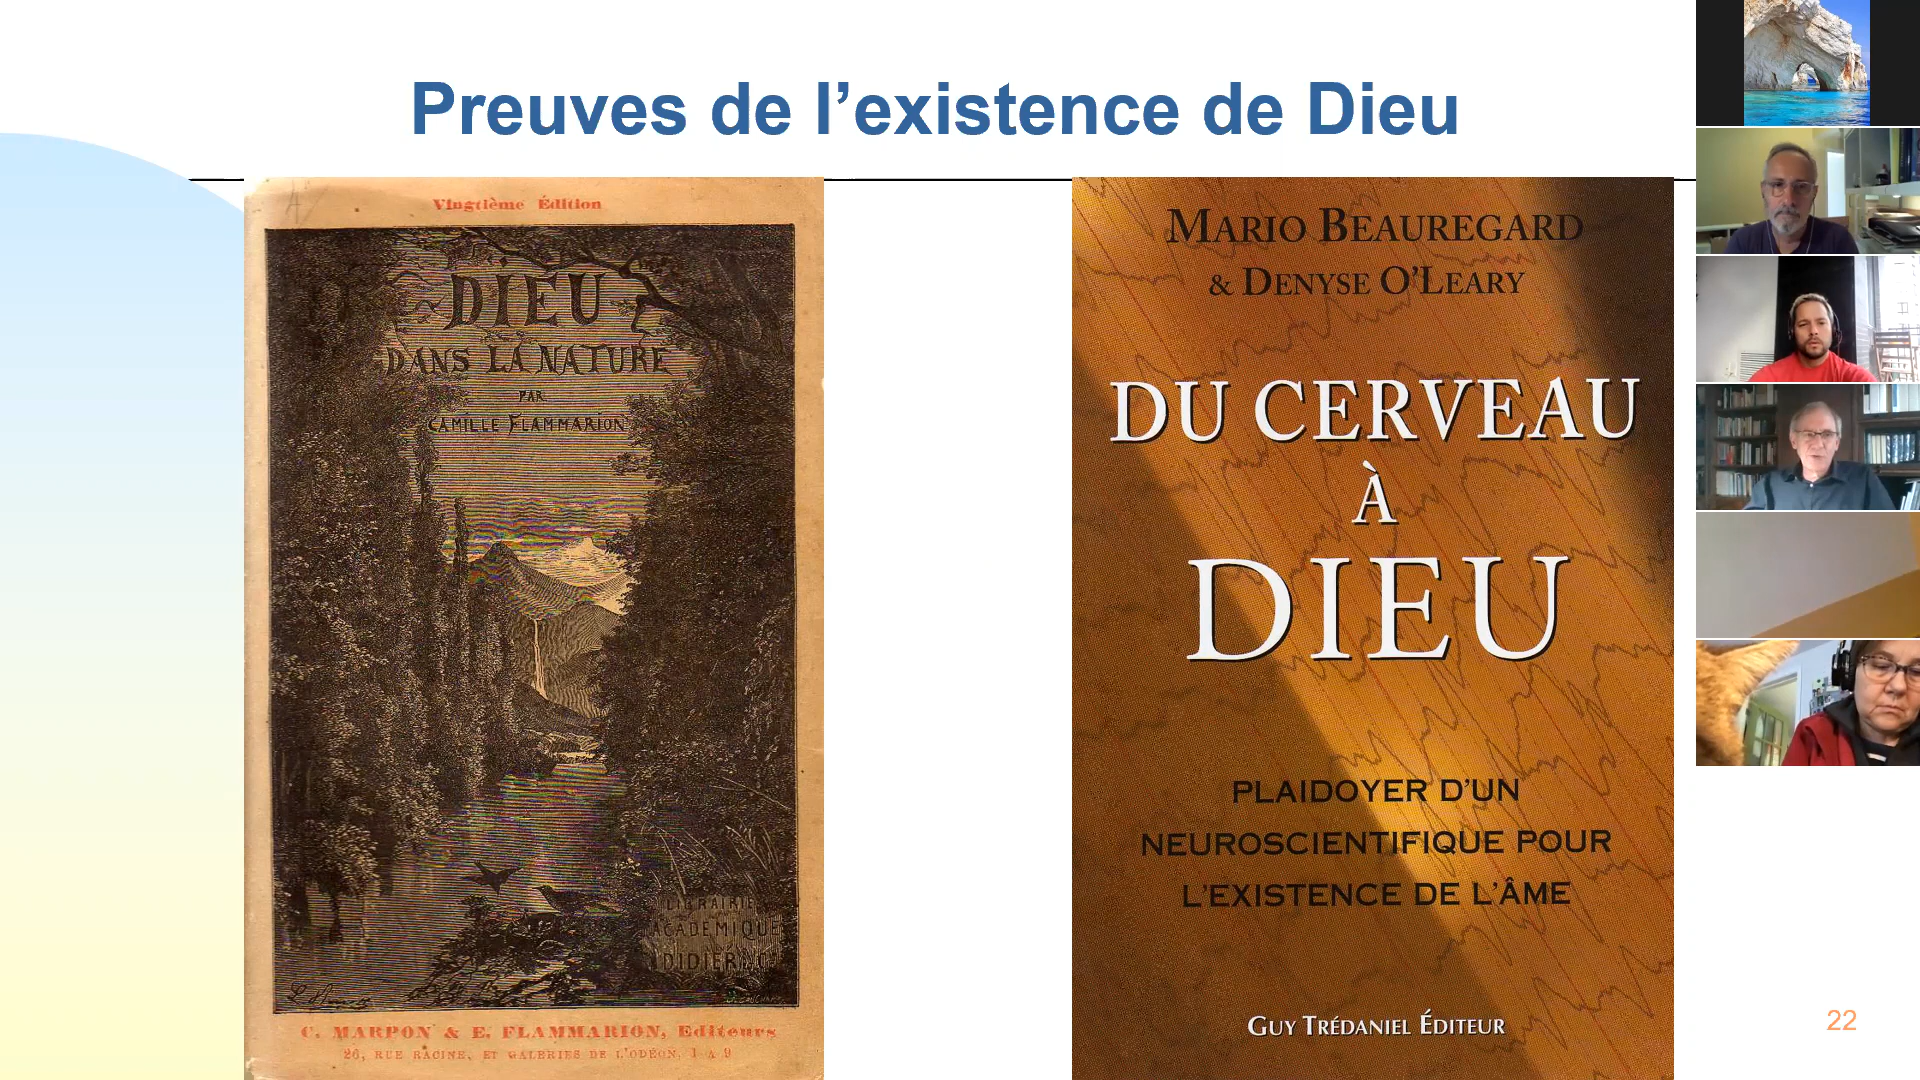 Preuves de l’existence de Dieu
Vingtième Édition
DIEU
DANS LA NATURE
PAR
CAMILLE FLAMMARION
LIBRAIRIE
ACADEMIQUE
DIDIER
C. MARPON & E. FLAMMARION, Editeurs
26, RUE RACINE, ET GALERIES DE L'ODÉON, 1 A 9
MARIO BEAUREGARD
& DENYSE O'LEARY
DU CERVEAU
À
DIEU
PLAIDOYER D'UN
NEUROSCIENTIFIQUE POUR
L'EXISTENCE DE L'ÂME
GUY TRÉDANIEL ÉDITEUR
22